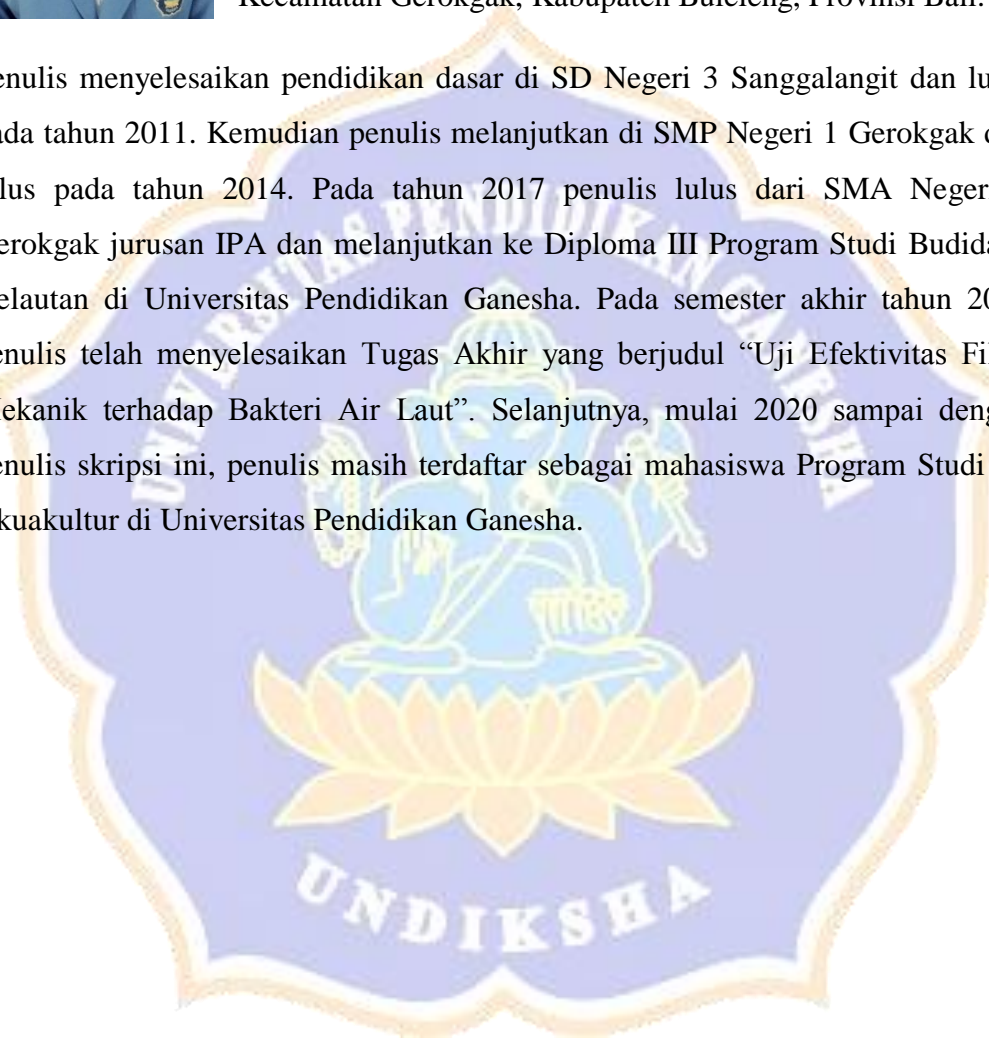 Kecamatan Gerokgak, Kabupaten Buleleng, Provinsi Bali.
enulis menyelesaikan pendidikan dasar di SD Negeri 3 Sanggalangit dan lu
ada tahun 2011. Kemudian penulis melanjutkan di SMP Negeri 1 Gerokgak
lus pada tahun 2014. Pada tahun 2017 penulis lulus dari SMA Neger
erokgak jurusan IPA dan melanjutkan ke Diploma III Program Studi Budida
elautan di Universitas Pendidikan Ganesha. Pada semester akhir tahun 20
enulis telah menyelesaikan Tugas Akhir yang berjudul “Uji Efektivitas Fil
ekanik terhadap Bakteri Air Laut”. Selanjutnya, mulai 2020 sampai deng
enulis skripsi ini, penulis masih terdaftar sebagai mahasiswa Program Studi
kuakultur di Universitas Pendidikan Ganesha.
UNIVERSITAS PENDIDIKAN GANESHA
UNDIKSHA